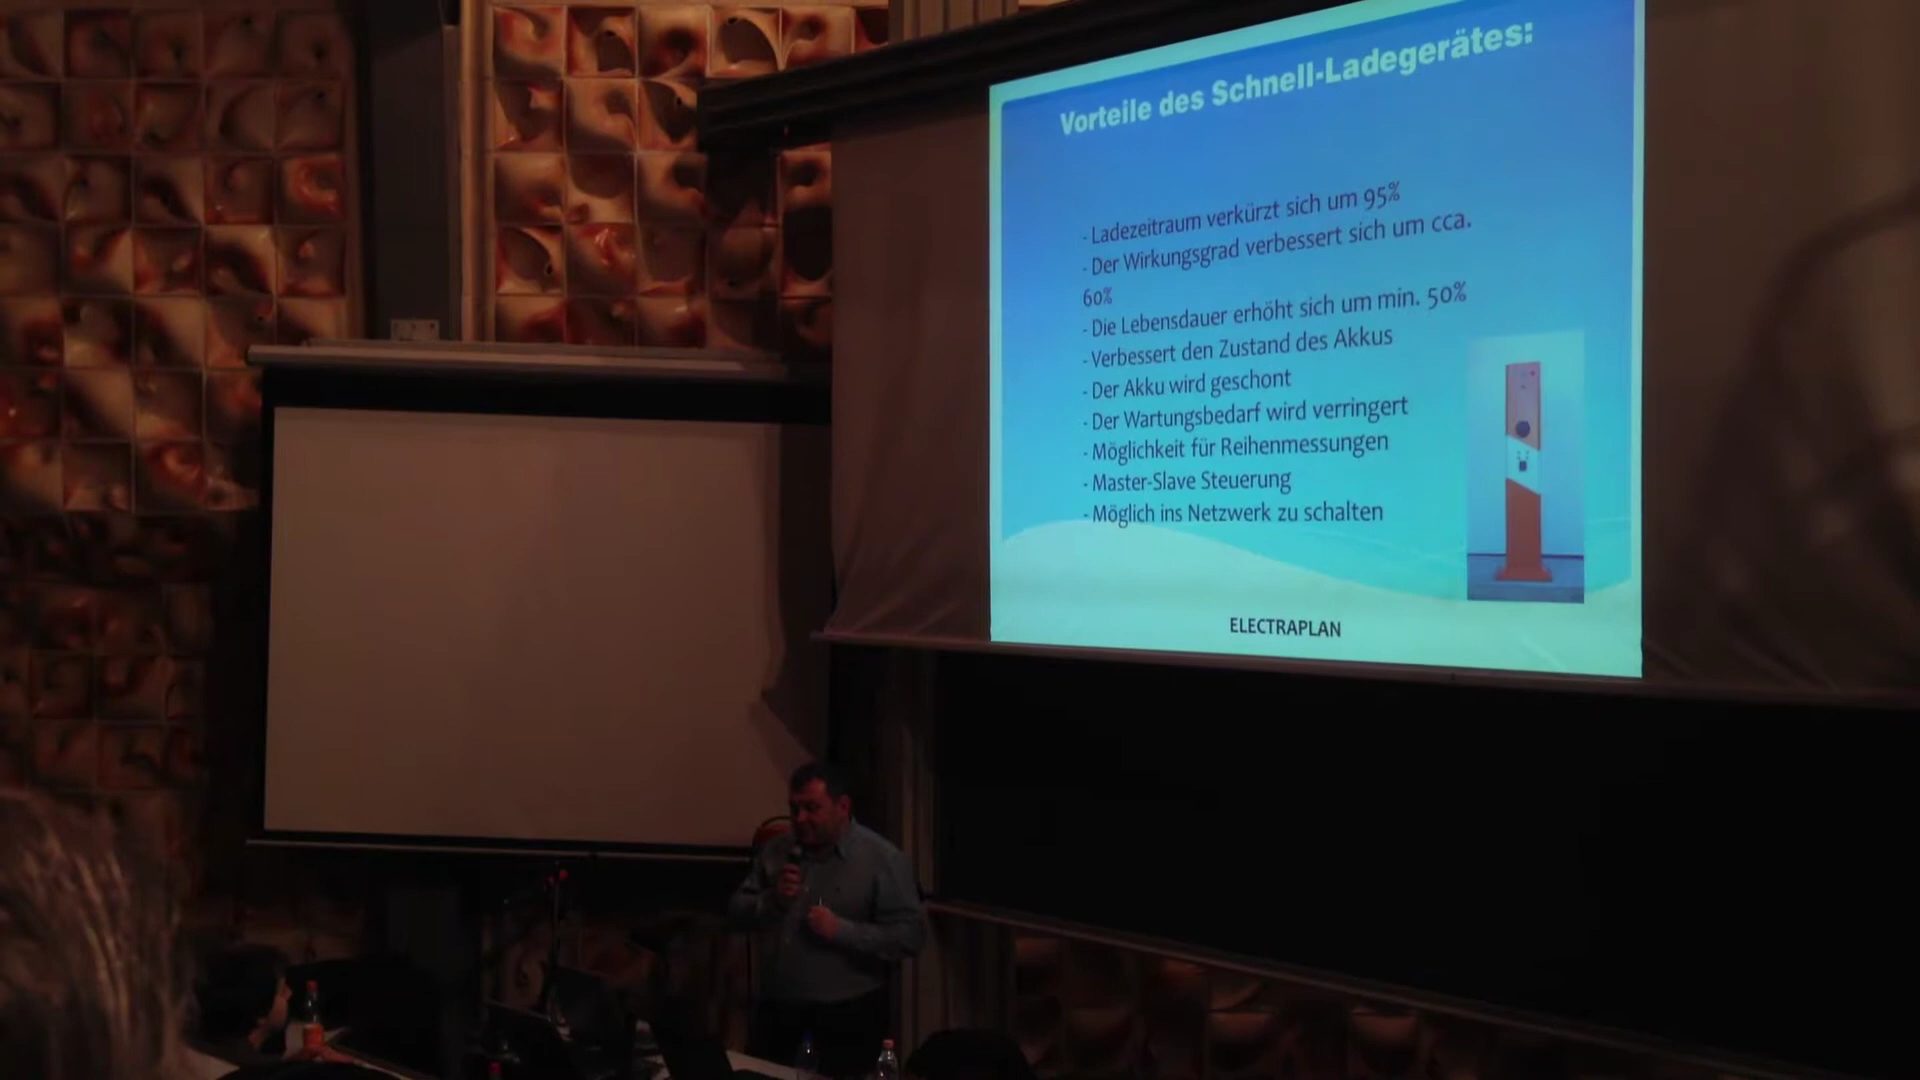 Vorteile des Schnell-Ladegerätes:
- Ladezeitraum verkürzt sich um 95%
- Der Wirkungsgrad verbessert sich um cca.
60%
- Die Lebensdauer erhöht sich um min. 50%
- Verbessert den Zustand des Akkus
- Der Akku wird geschont
- Der Wartungsbedarf wird verringert
- Möglichkeit für Reihenmessungen
- Master-Slave Steuerung
- Möglich ins Netzwerk zu schalten
ELECTRAPLAN